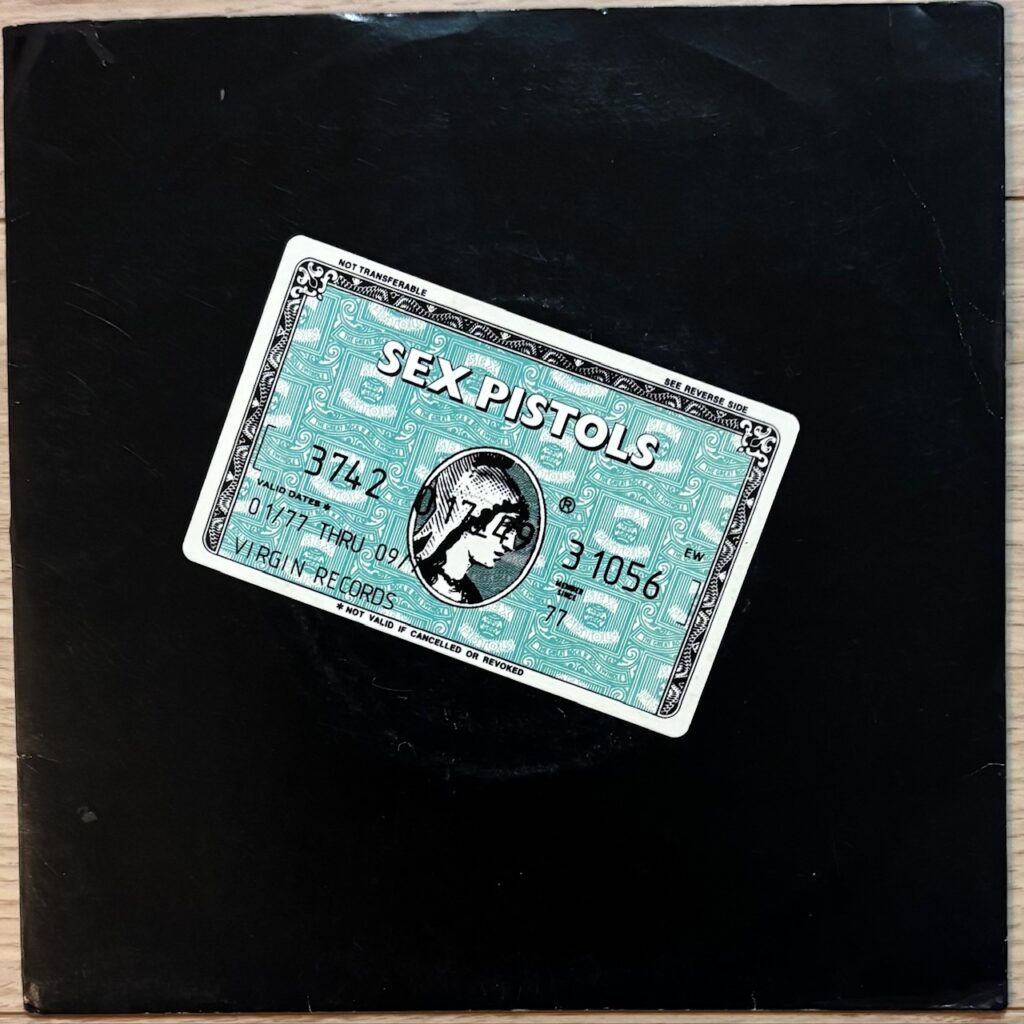 NOT TRANSFERABLE
SEE REVERSE SIDE
SEX PISTOLS
3742 31056
®
EW
VALID DATES *
01/77 THRU 09/
77
VIRGIN RECORDS
* NOT VALID IF CANCELLED OR REVOKED